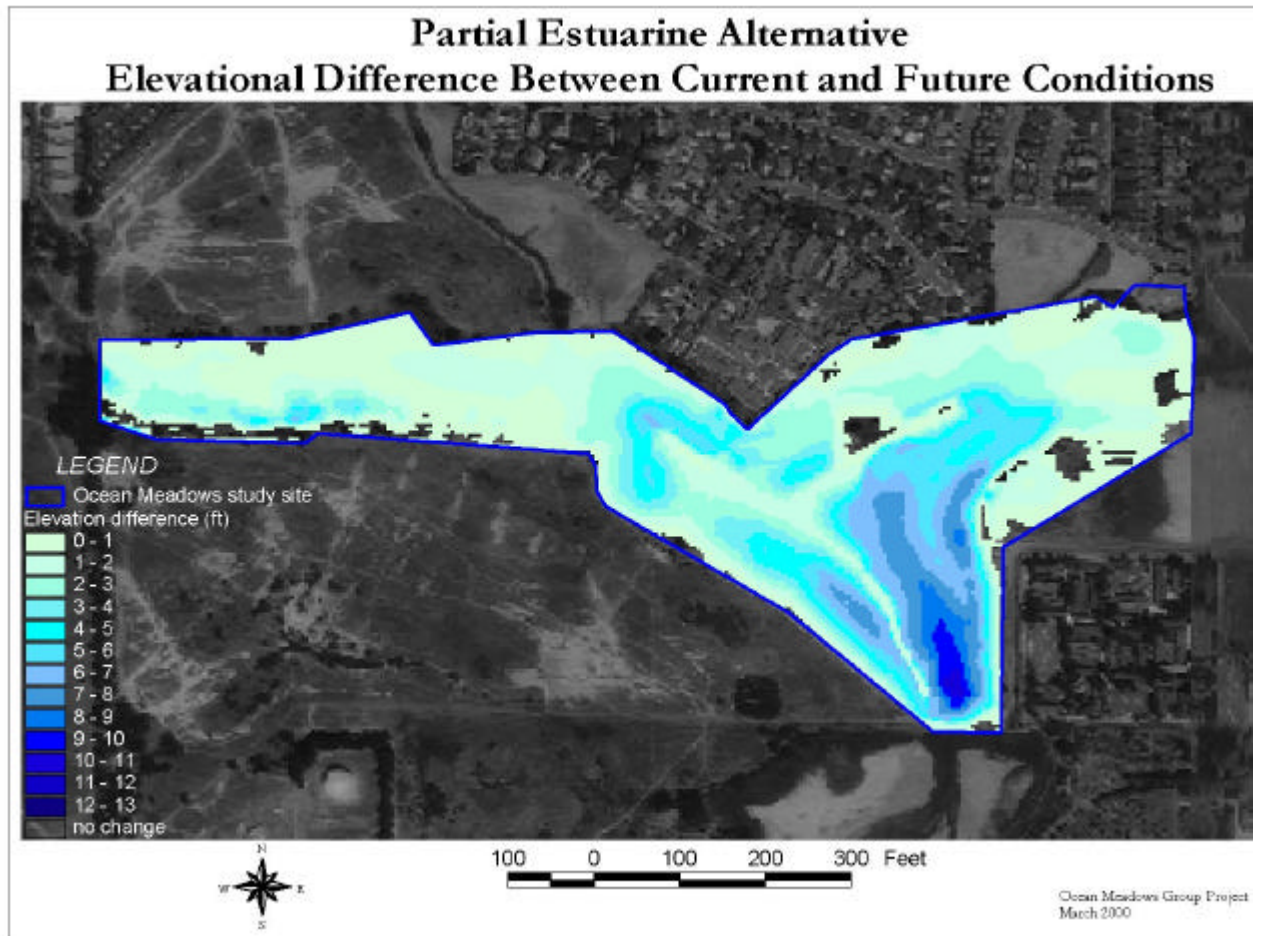 Partial Estuarine Alternative
Elevational Difference Between Current and Future Conditions
LEGEND
Ocean Meadows study site
Elevation difference (ft)
0 - 1
1 - 2
2 - 3
3 - 4
4 - 5
5 - 6
6 - 7
7 - 8
8 - 9
9 - 10
10 - 11
11 - 12
12 - 13
no change
N
W E
S
100 0 100 200 300 Feet
Ocean Meadows Group Project
March 2000